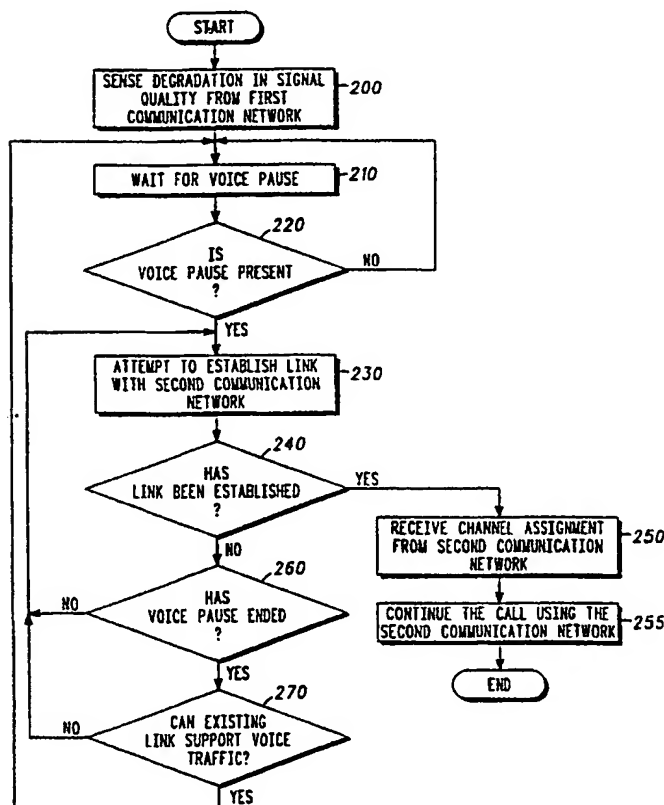 START
SENSE DEGRADATION IN SIGNAL
QUALITY FROM FIRST
COMMUNICATION NETWORK
200
WAIT FOR VOICE PAUSE
210
220
IS
VOICE PAUSE PRESENT
?
NO
YES
ATTEMPT TO ESTABLISH LINK
WITH SECOND COMMUNICATION
NETWORK
230
240
HAS
LINK BEEN ESTABLISHED
?
YES
NO
RECEIVE CHANNEL ASSIGNMENT
FROM SECOND COMMUNICATION
NETWORK
250
CONTINUE THE CALL USING THE
SECOND COMMUNICATION NETWORK
255
END
260
HAS
VOICE PAUSE ENDED
?
NO
YES
270
CAN EXISTING
LINK SUPPORT VOICE
TRAFFIC?
NO
YES